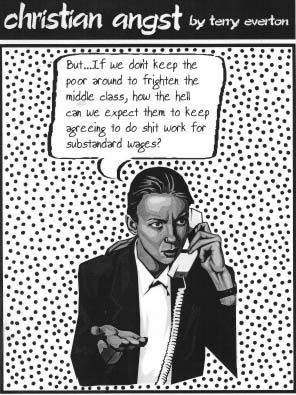 christian angst by terry everton
But...If we don't keep the
poor around to frighten the
middle class, how the hell
can we expect them to keep
agreeing to do shit work for
substandard wages?